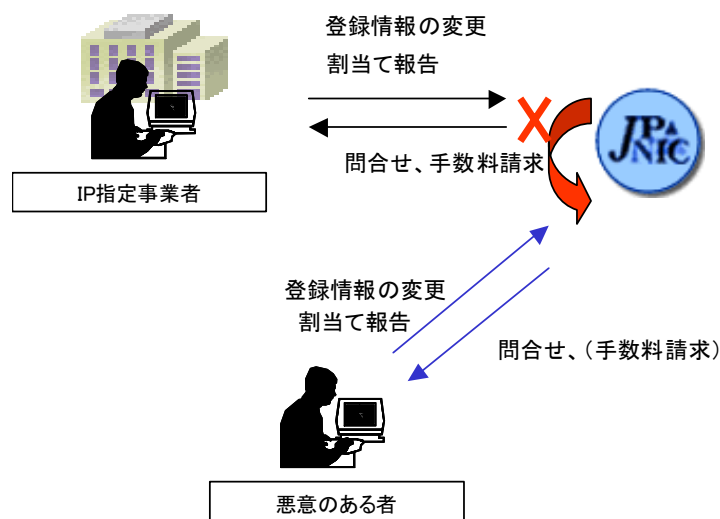 登録情報の変更
割当て報告
JPNIC
問合せ、手数料請求
IP指定事業者
登録情報の変更
割当て報告
問合せ、(手数料請求)
悪意のある者